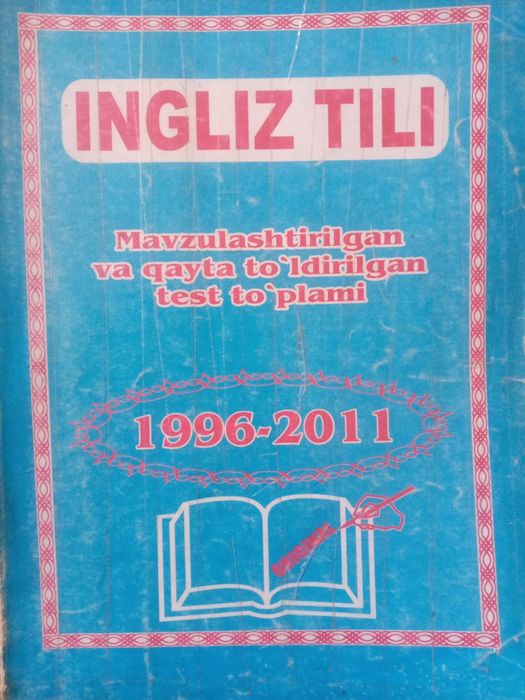 INGLIZ TILI
Mavzulashtirilgan
va qayta to`ldirilgan
test to`plami
1996-2011